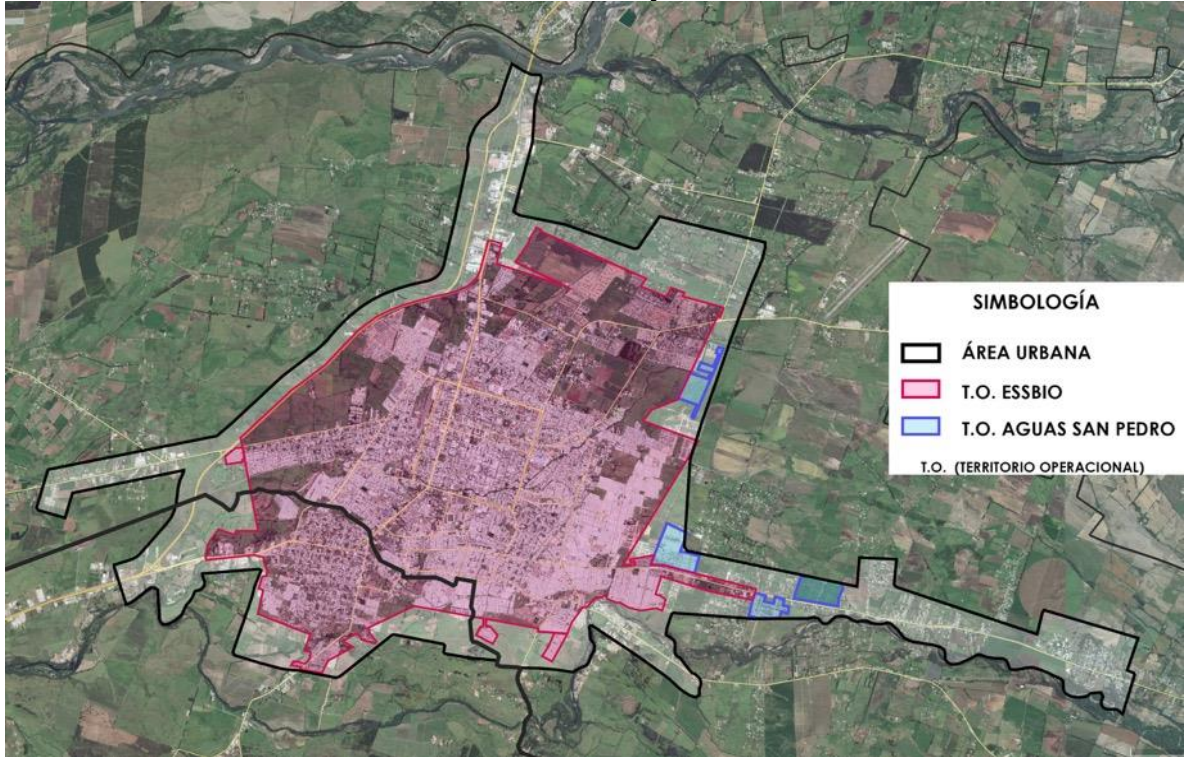 SIMBOLOGÍA
ÁREA URBANA
T.O. ESSBIO
T.O. AGUAS SAN PEDRO
T.O. (TERRITORIO OPERACIONAL)